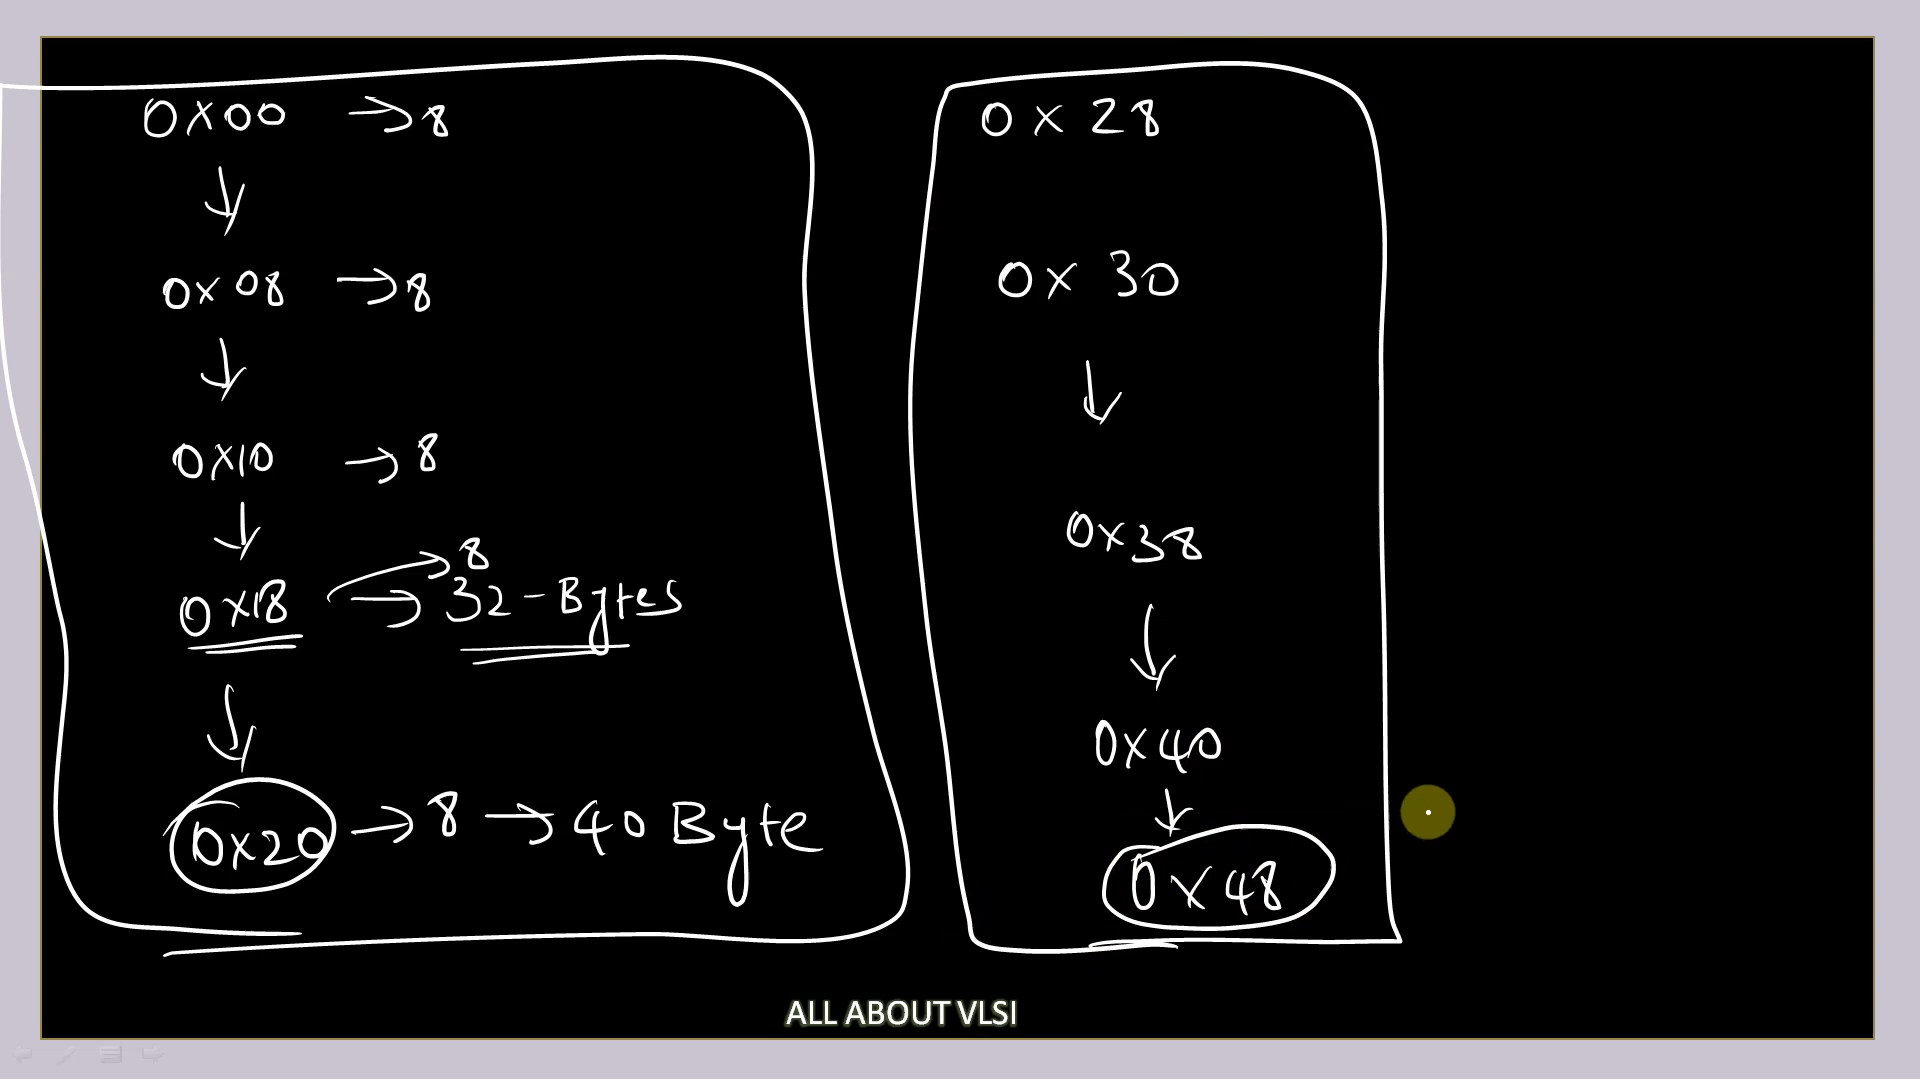 0x00 → 8
↓
0x08 → 8
↓
0x10 → 8
↓
0x18 → 8
→ 32-Bytes
↓
0x20 → 8 → 40 Byte
0x28
0x30
↓
0x38
↓
0x40
↓
0x48
ALL ABOUT VLSI